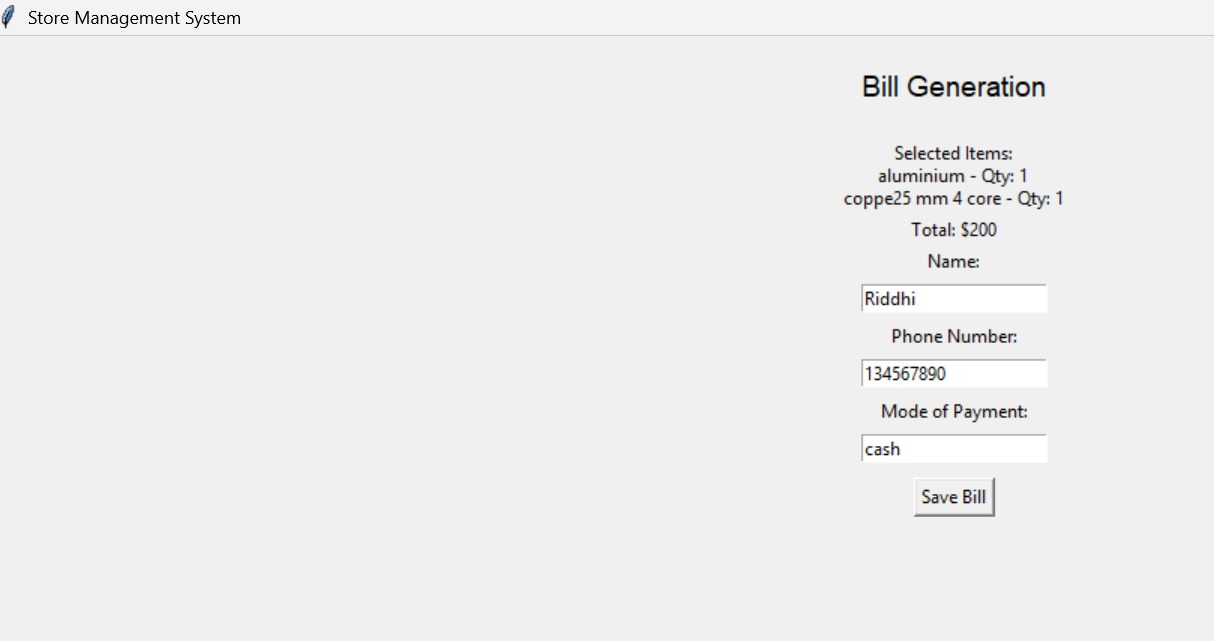 Store Management System
Bill Generation
Selected Items:
aluminium - Qty: 1
coppe25 mm 4 core - Qty: 1
Total: $200
Name:
Riddhi
Phone Number:
134567890
Mode of Payment:
cash
Save Bill